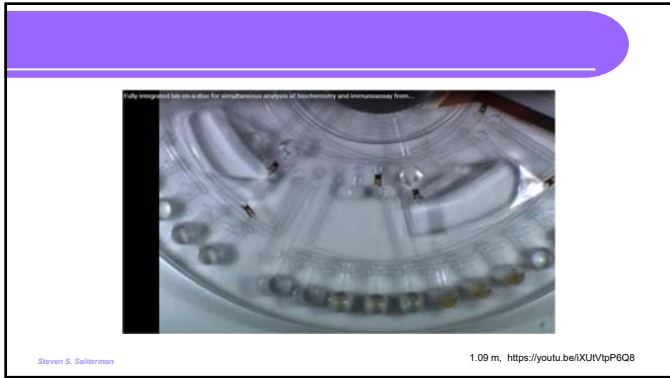 Fully integrated lab-on-a-disc for simultaneous analysis of biochemistry and immunoassay from...
Steven S. Saliterman
1.09 m, https://youtu.be/iXUtVtpP6Q8